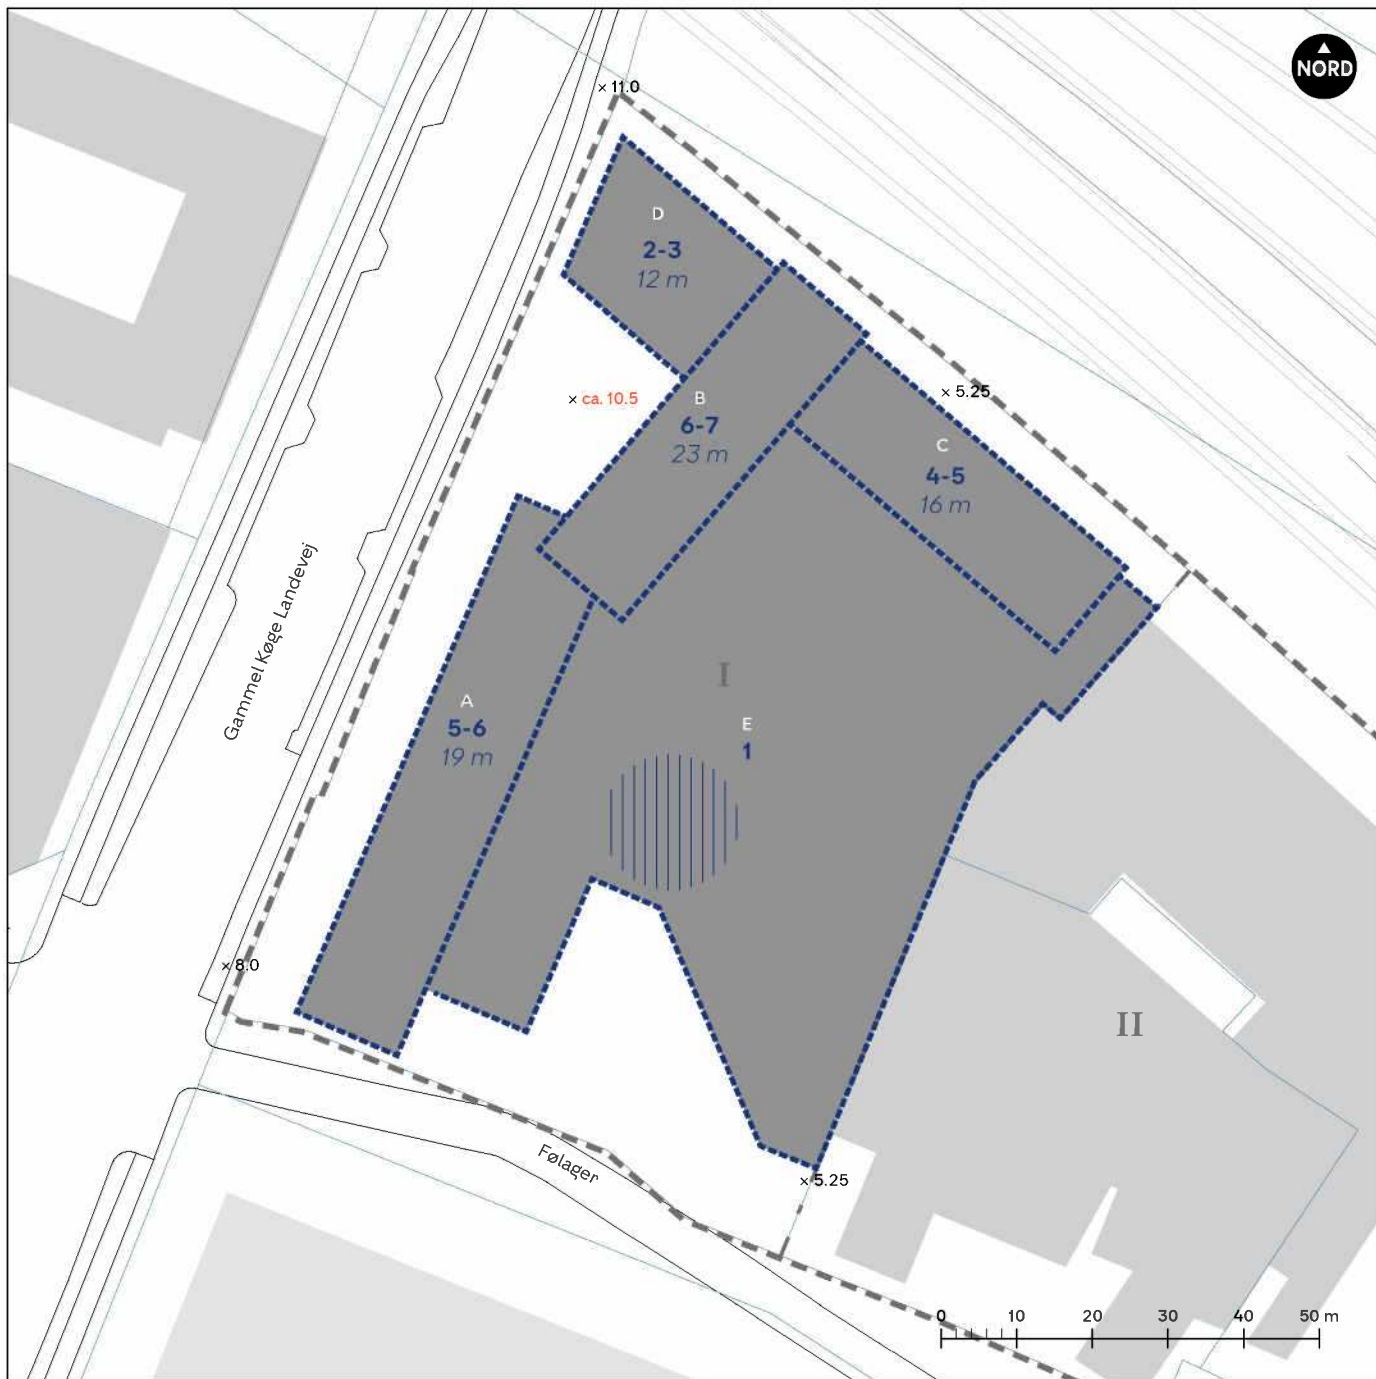 NORD
× 11.0
D
2-3
12 m
× ca. 10.5
B
6-7
23 m
× 5.25
C
4-5
16 m
Gammel Køge Landevej
A
5-6
19 m
I
E
1
× 8.0
II
Følager
× 5.25
0 10 20 30 40 50 m